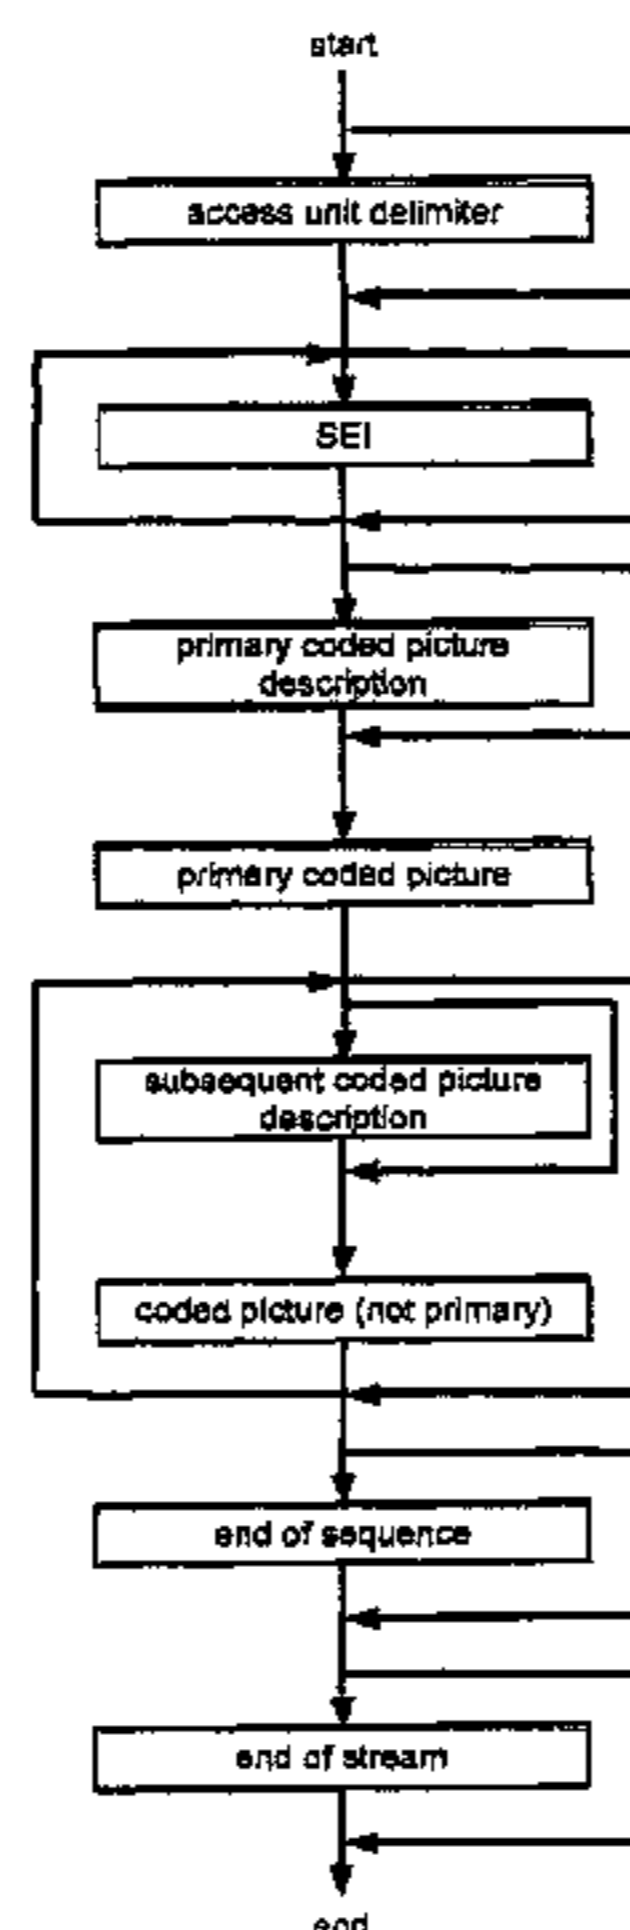 start
access unit delimiter
SEI
primary coded picture
description
primary coded picture
subsequent coded picture
description
coded picture (not primary)
end of sequence
end of stream
end